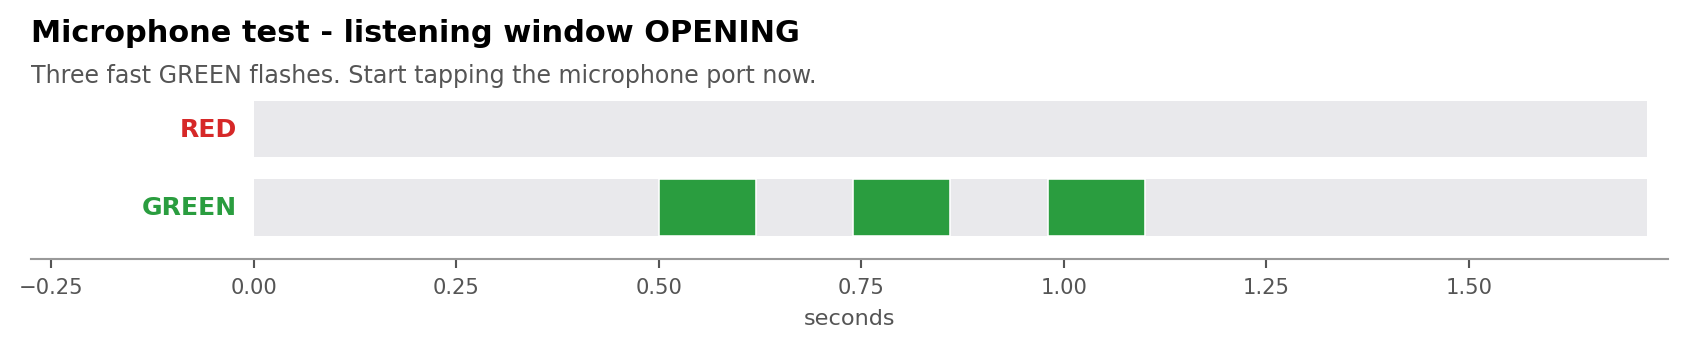 Microphone test - listening window OPENING
Three fast GREEN flashes. Start tapping the microphone port now.
RED
GREEN
−0.25 0.00 0.25 0.50 0.75 1.00 1.25 1.50
seconds